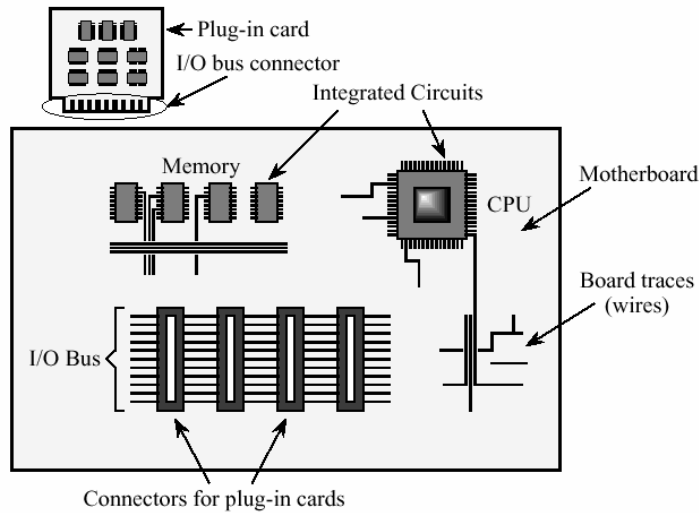 Plug-in card
I/O bus connector
Integrated Circuits
Memory
Motherboard
CPU
Board traces
(wires)
I/O Bus
Connectors for plug-in cards